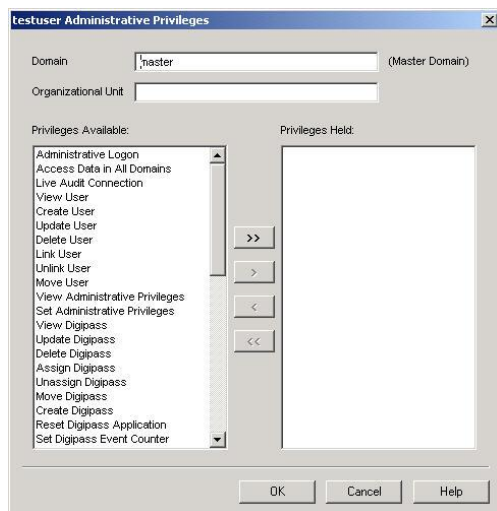 testuser Administrative Privileges
Domain master (Master Domain)
Organizational Unit
Privileges Available: Privileges Held:
Administrative Logon
Access Data in All Domains
Live Audit Connection
View User
Create User
Update User
Delete User
Link User
Unlink User
Move User
View Administrative Privileges
Set Administrative Privileges
View Digipass
Update Digipass
Delete Digipass
Assign Digipass
Unassign Digipass
Move Digipass
Create Digipass
Reset Digipass Application
Set Digipass Event Counter
>>
>
<
<<
OK Cancel Help